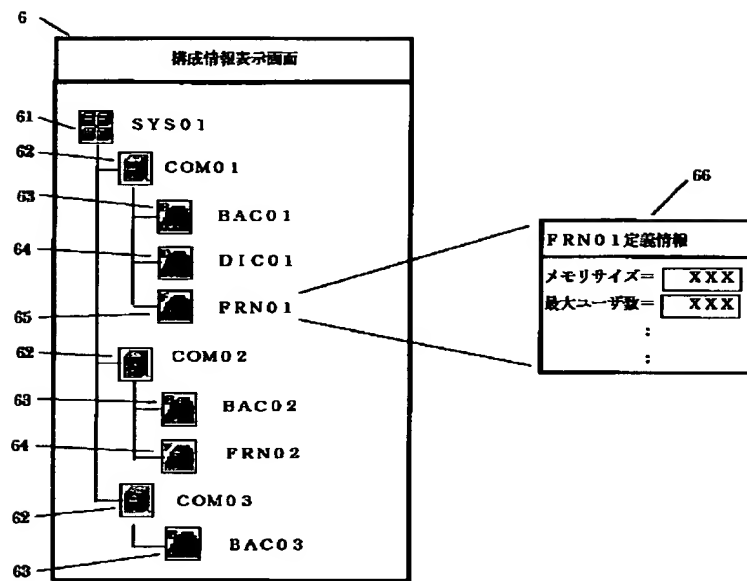 6
構成情報表示画面
61
SYS01
62
COM01
63
BAC01
64
DIC01
65
FRN01
62
COM02
63
BAC02
64
FRN02
62
COM03
63
BAC03
66
FRN01定義情報
メモリサイズ= XXX
最大ユーザ数= XXX
:
: